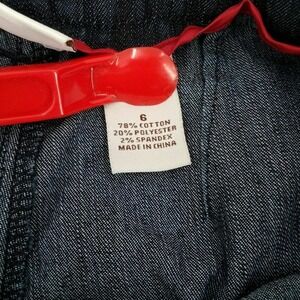 6
78% COTTON
20% POLYESTER
2% SPANDEX
MADE IN CHINA